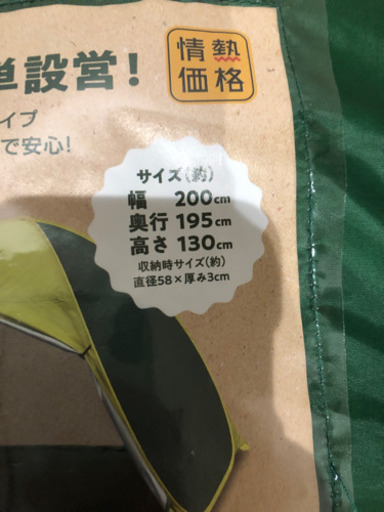 単設営!
情熱
価格
イプ
で安心!
サイズ(約)
幅 200cm
奥行 195cm
高さ 130cm
収納時サイズ(約)
直径58×厚み3cm